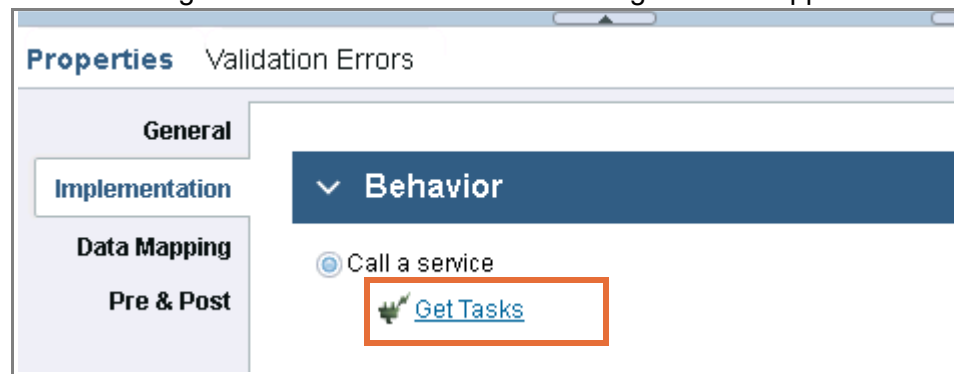 Properties Validation Errors
General
Implementation
Behavior
Data Mapping
Call a service
Pre & Post
Get Tasks